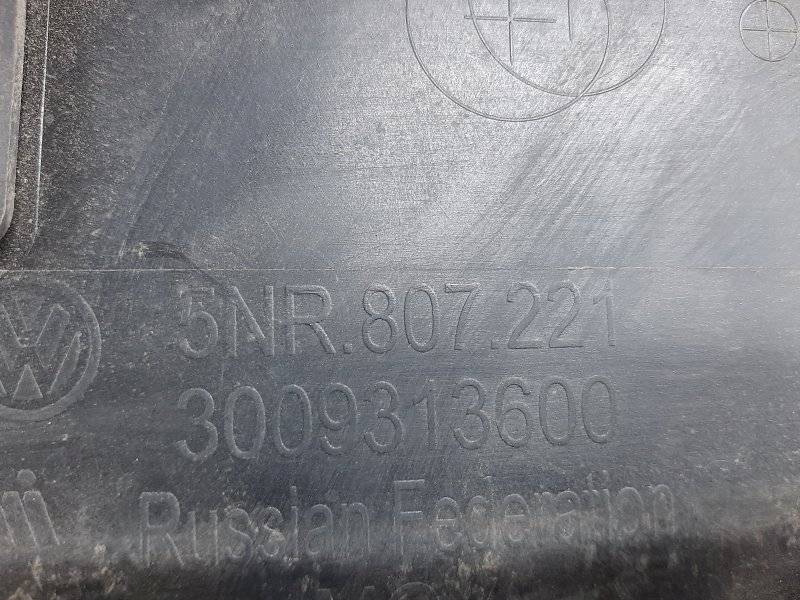 5NR.807.221
3009313600
Russian Federation